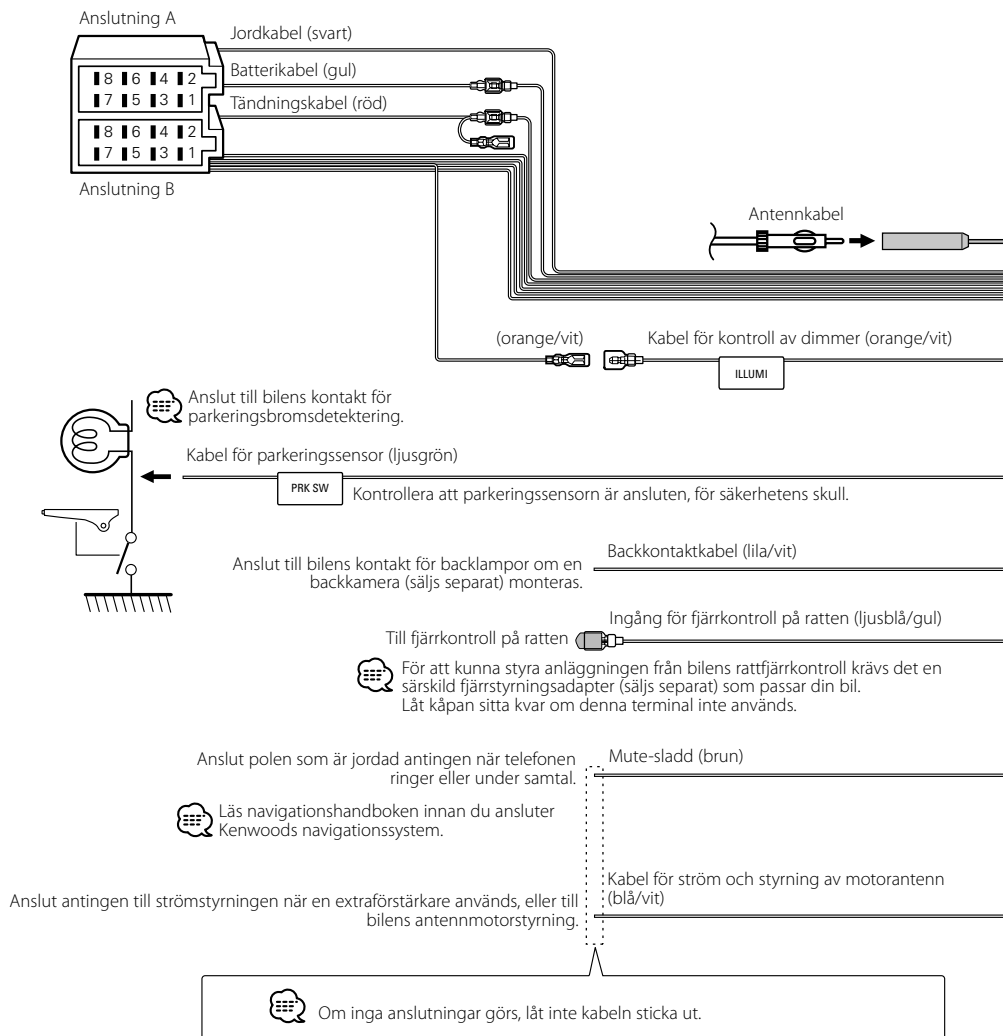 Anslutning A
Jordkabel (svart)
Batterikabel (gul)
Tändningskabel (röd)
8 6 4 2
7 5 3 1
8 6 4 2
7 5 3 1
Anslutning B
Antennkabel
(orange/vit)
Kabel för kontroll av dimmer (orange/vit)
ILLUMI
Anslut till bilens kontakt för
parkeringsbromsdetektering.
Kabel för parkeringssensor (ljusgrön)
PRK SW
Kontrollera att parkeringssensorn är ansluten, för säkerhetens skull.
Backkontaktkabel (lila/vit)
Anslut till bilens kontakt för backlampor om en
backkamera (säljs separat) monteras.
Ingång för fjärrkontroll på ratten (ljusblå/gul)
Till fjärrkontroll på ratten
För att kunna styra anläggningen från bilens rattfjärrkontroll krävs det en
särskild fjärrstyrningsadapter (säljs separat) som passar din bil.
Låt kåpan sitta kvar om denna terminal inte används.
Anslut polen som är jordad antingen när telefonen
ringer eller under samtal.
Mute-sladd (brun)
Läs navigationshandboken innan du ansluter
Kenwoods navigationssystem.
Kabel för ström och styrning av motorantenn
(blå/vit)
Anslut antingen till strömstyrningen när en extraförstärkare används, eller till
bilens antennmotorstyrning.
Om inga anslutningar görs, låt inte kabeln sticka ut.